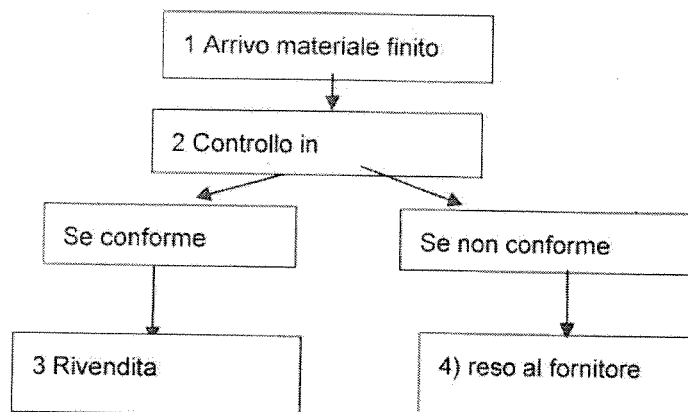 1 Arrivo materiale finito
2 Controllo in
Se conforme
Se non conforme
3 Rivendita
4) reso al fornitore